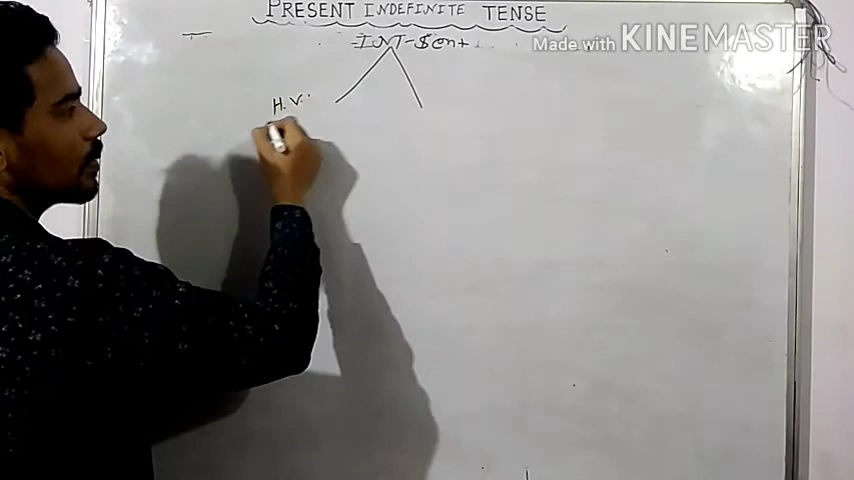 PRESENT INDEFINITE TENSE
INT-Sent.
Made with KINEMASTER
H.V.